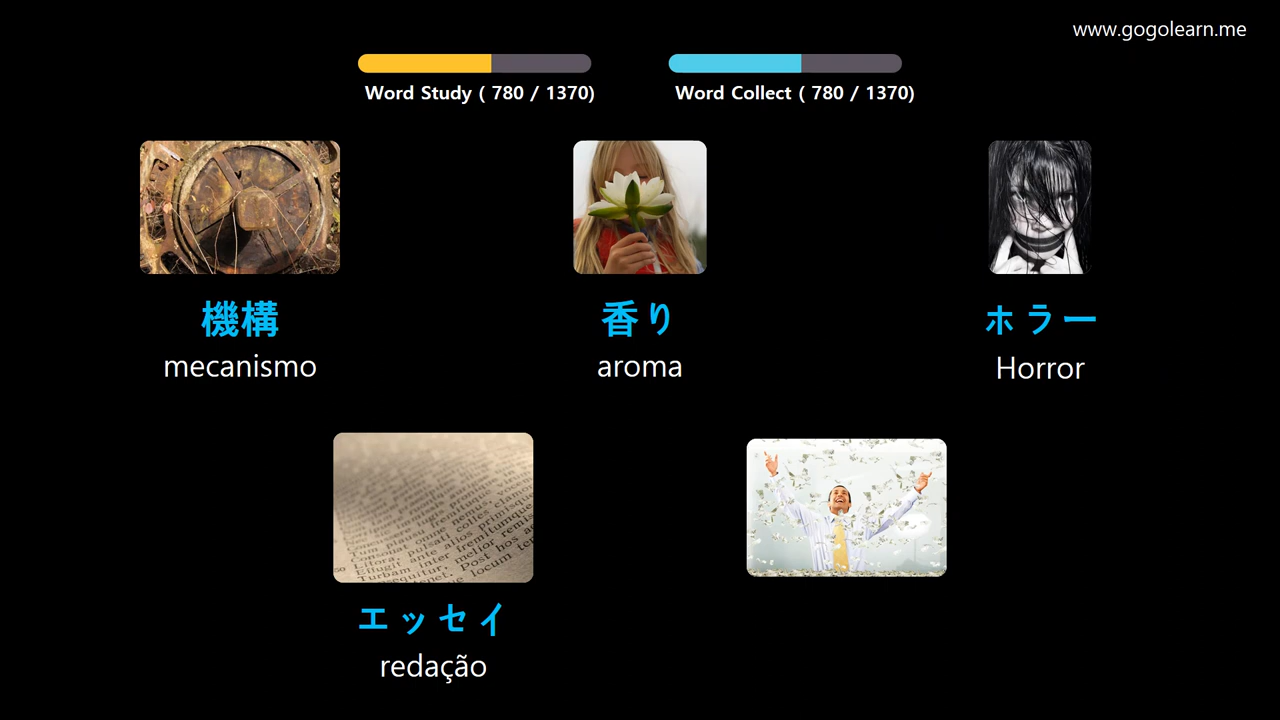 www.gogolearn.me
Word Study ( 780 / 1370)
Word Collect ( 780 / 1370)
機構
mecanismo
香り
aroma
ホラー
Horror
エッセイ
redação